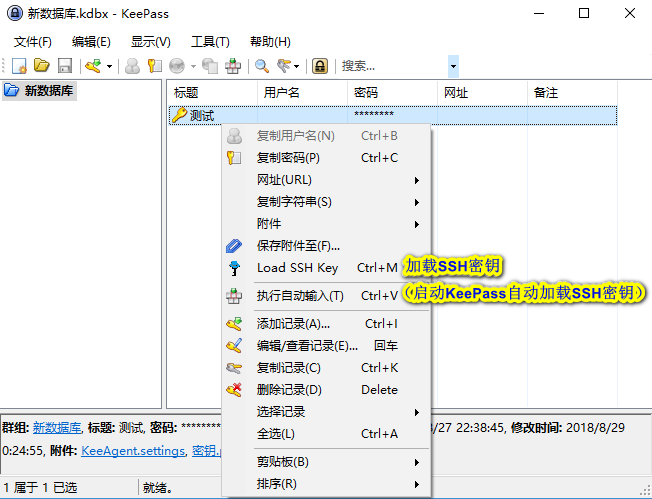 新数据库.kdbx - KeePass
文件(F) 编辑(E) 显示(V) 工具(T) 帮助(H)
搜索...
新数据库
标题 用户名 密码 网址 备注
测试 ********
复制用户名(N) Ctrl+B
复制密码(P) Ctrl+C
网址(URL)
复制字符串(S)
附件
保存附件至(F)...
Load SSH Key Ctrl+M 加载SSH密钥
执行自动输入(T) Ctrl+V (启动KeePass自动加载SSH密钥)
添加记录(A)... Ctrl+I
编辑/查看记录(E)... 回车
复制记录(C) Ctrl+K
删除记录(D) Delete
选择记录
全选(L) Ctrl+A
剪贴板(B)
排序(R)
群组: 新数据库, 标题: 测试, 密码: ******** /27 22:38:45, 修改时间: 2018/8/29
0:24:55, 附件: KeeAgent.settings, 密钥.
1 属于 1 已选 就绪。